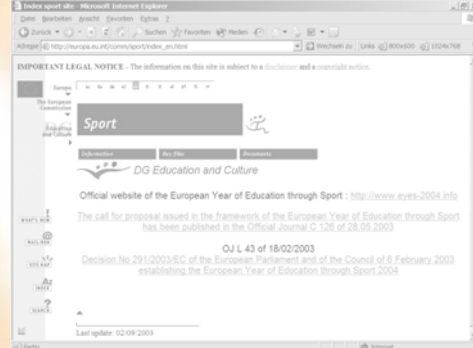 Index sport site - Microsoft Internet Explorer
Datei Bearbeiten Ansicht Favoriten Extras ?
Zurück Suchen Favoriten Medien
Adresse http://europa.eu.int/comm/sport/index_en.html Wechseln zu Links 800x600 1024x768
IMPORTANT LEGAL NOTICE - The information on this site is subject to a disclaimer and a copyright notice.
Europa
The European
Commission
Education
and Culture
Sport
Information Key files Documents
DG Education and Culture
Official website of the European Year of Education through Sport : http://www.eyes-2004.info
The call for proposal issued in the framework of the European Year of Education through Sport
has been published in the Official Journal C 126 of 28.05.2003
OJ L 43 of 18/02/2003
Decision No 291/2003/EC of the European Parliament and of the Council of 6 February 2003
establishing the European Year of Education through Sport 2004
WHAT'S NEW
MAIL BOX
SITE MAP
INDEX
SEARCH
Last update: 02/09/2003
Fertig Internet